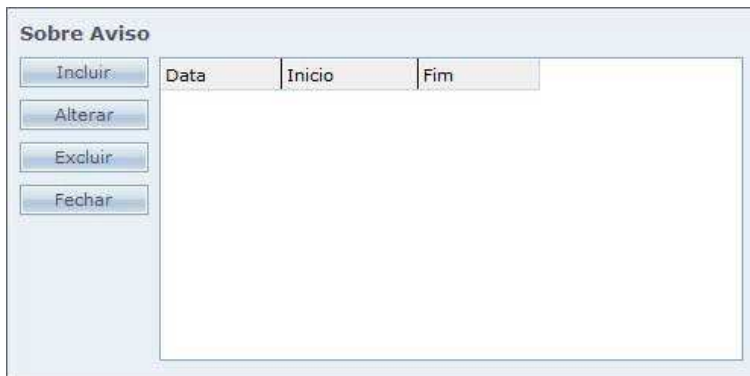 Sobre Aviso
Incluir
Data Inicio Fim
Alterar
Excluir
Fechar